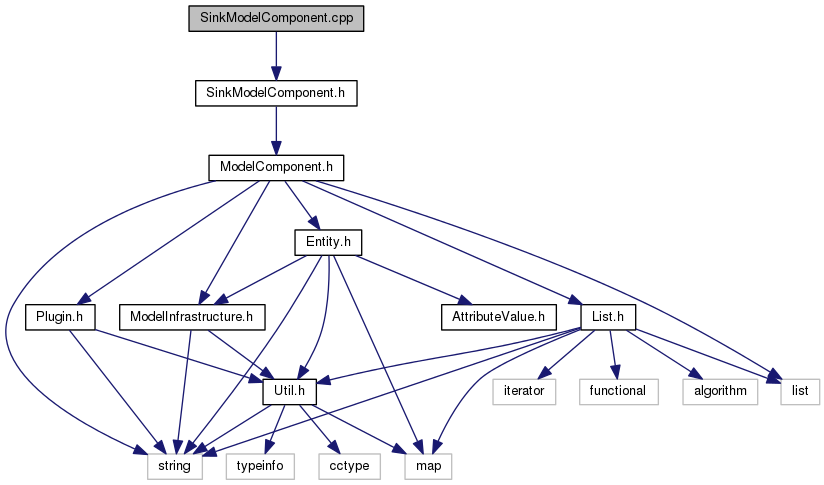 SinkModelComponent.cpp
SinkModelComponent.h
ModelComponent.h
Entity.h
Plugin.h
ModelInfrastructure.h
AttributeValue.h
List.h
Util.h
iterator
functional
algorithm
list
string
typeinfo
cctype
map